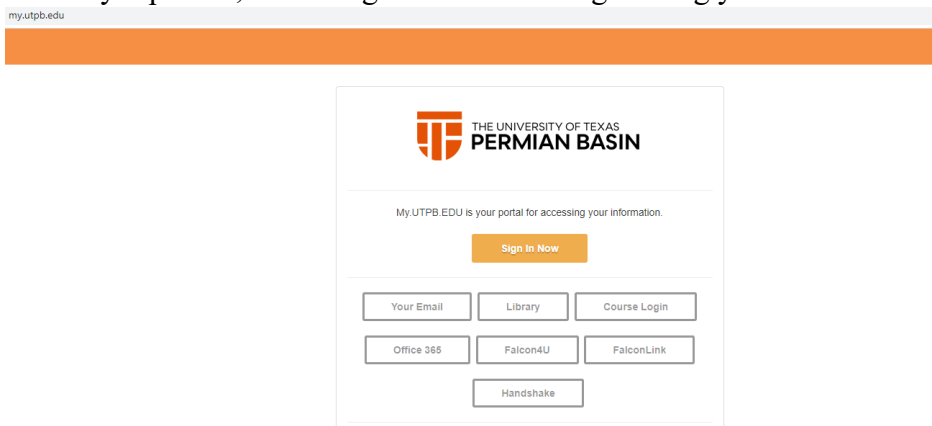 my.utpb.edu
THE UNIVERSITY OF TEXAS
PERMIAN BASIN
My.UTPB.EDU is your portal for accessing your information.
Sign In Now
Your Email Library Course Login
Office 365 Falcon4U FalconLink
Handshake